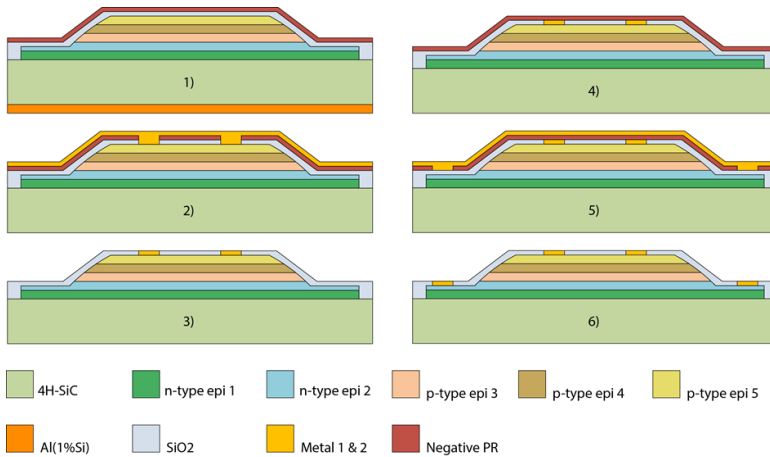 1)
4)
2)
5)
3)
6)
4H-SiC
n-type epi 1
n-type epi 2
p-type epi 3
p-type epi 4
p-type epi 5
Al(1%Si)
SiO2
Metal 1 & 2
Negative PR